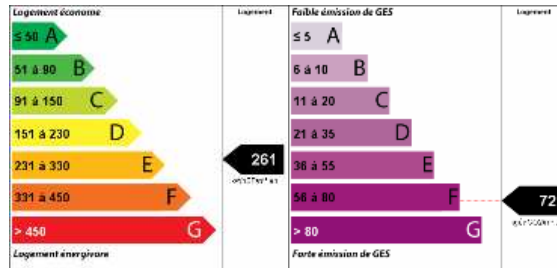 Logement économe
Logement
≤ 50 A
51 à 90 B
91 à 150 C
151 à 230 D
231 à 330 E
331 à 450 F
> 450 G
261
Logement énergivore
Faible émission de GES
Logement
≤ 5 A
6 à 10 B
11 à 20 C
21 à 35 D
36 à 55 E
56 à 80 F
> 80 G
72
Forte émission de GES